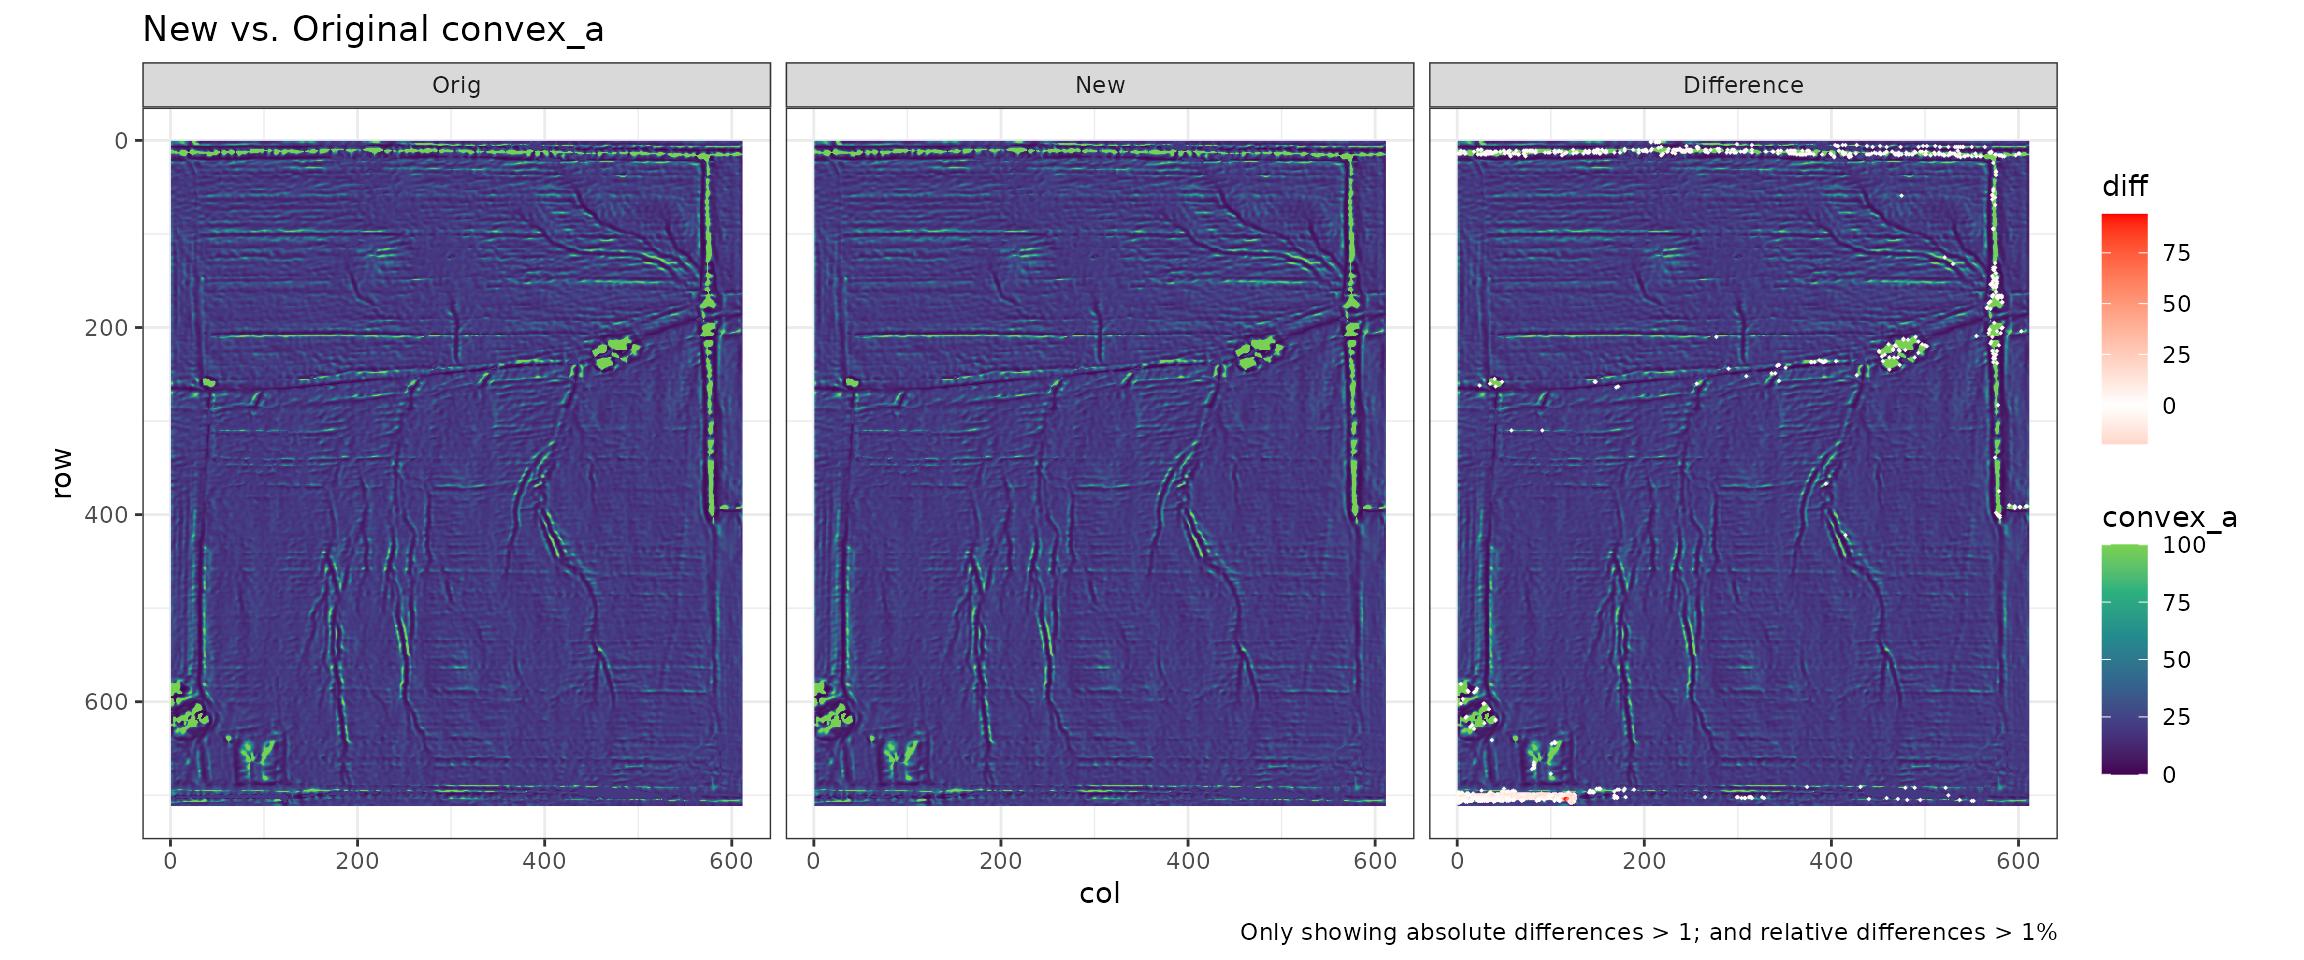 New vs. Original convex_a
Orig
New
Difference
0
200
400
600
row
0
200
400
600
0
200
400
600
0
200
400
600
col
diff
75
50
25
0
convex_a
100
75
50
25
0
Only showing absolute differences > 1; and relative differences > 1%